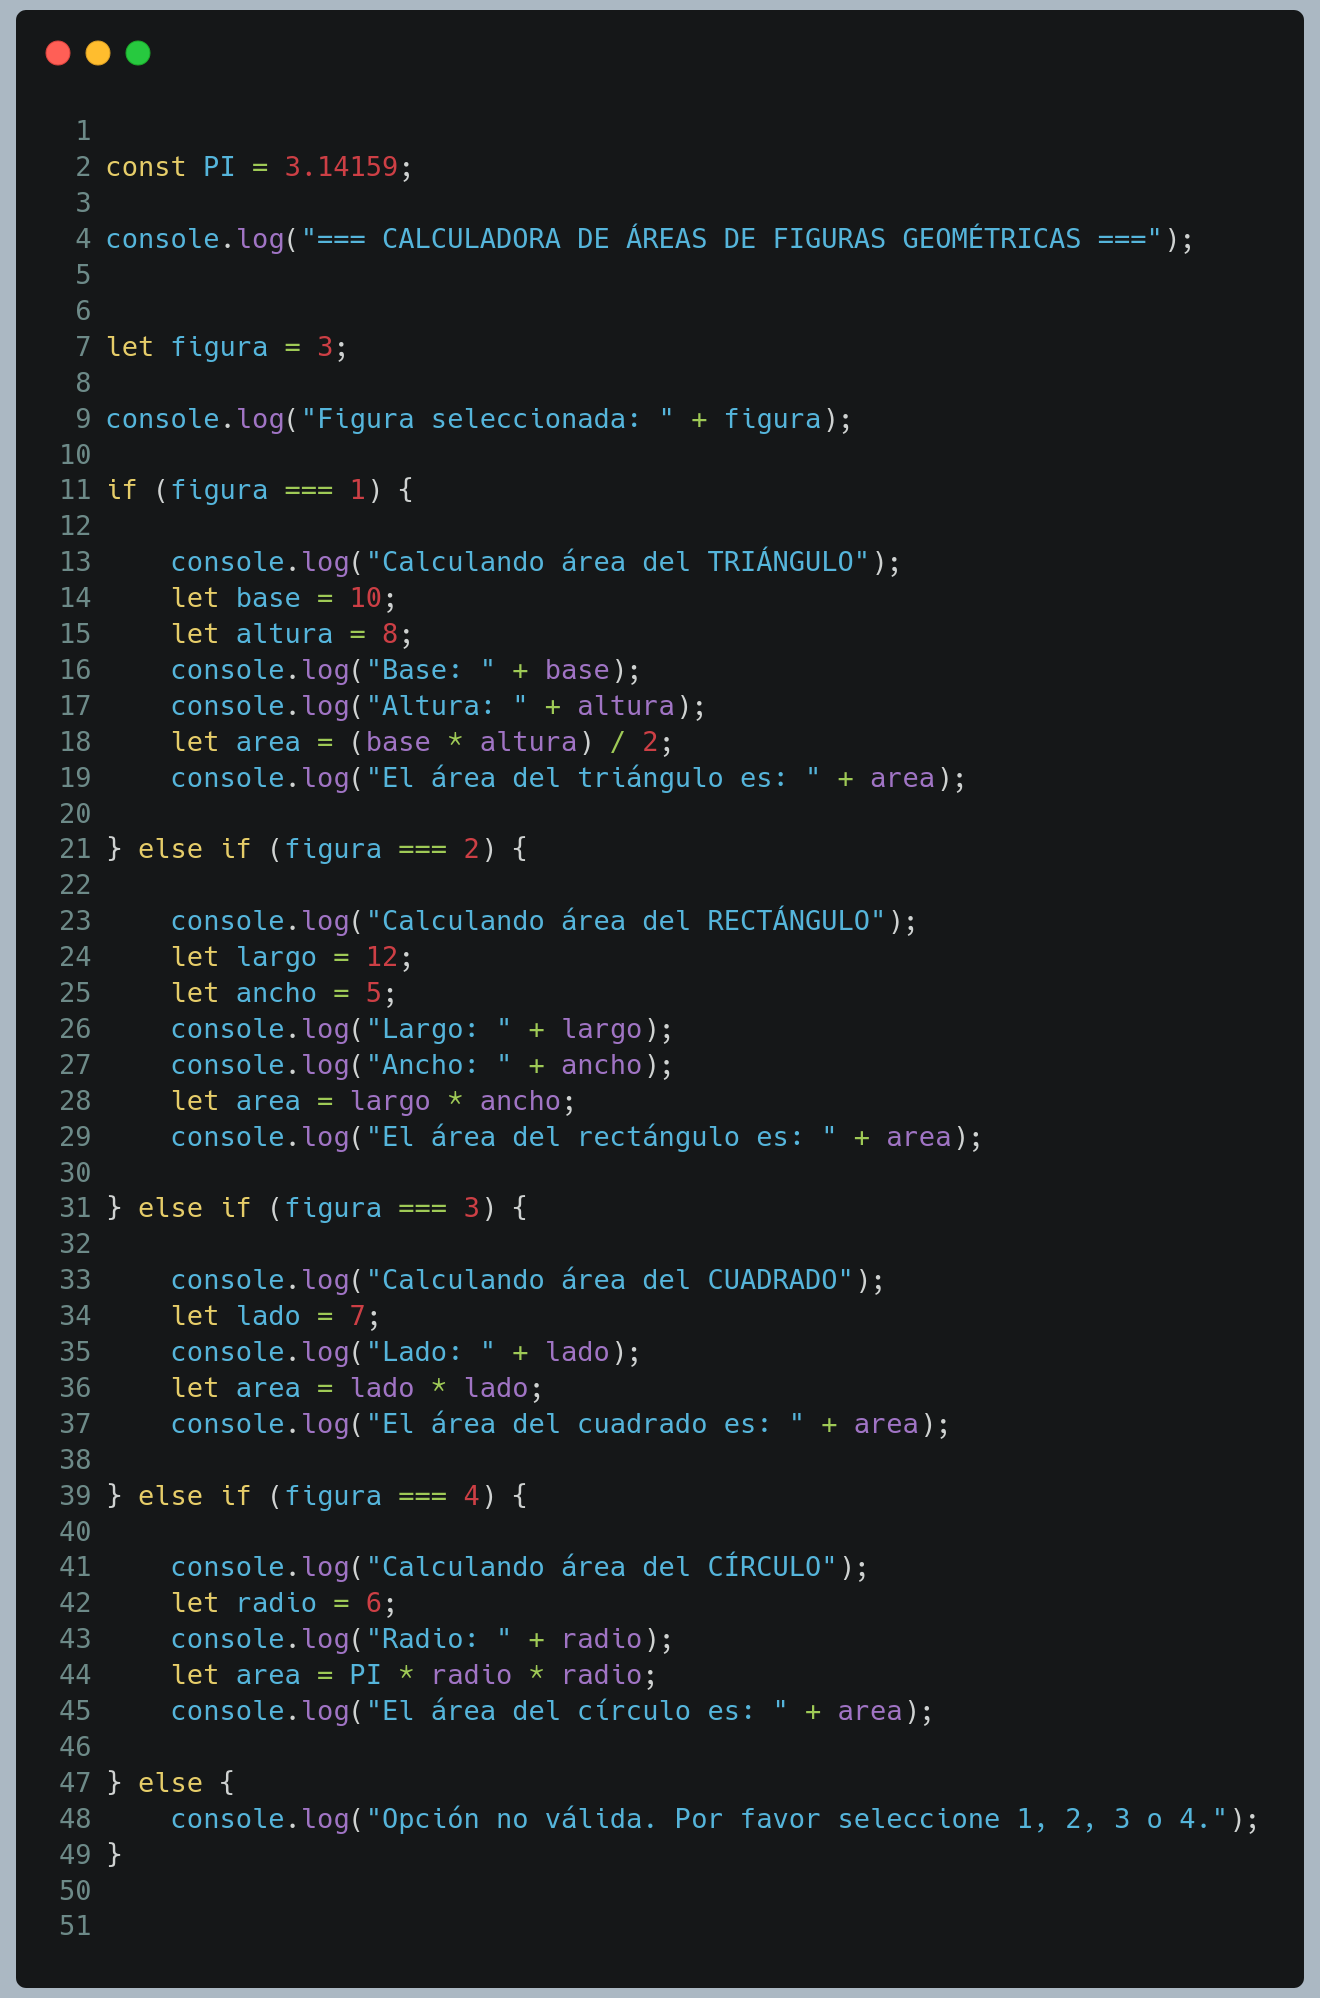 1
2 const PI = 3.14159;
3
4 console.log("=== CALCULADORA DE ÁREAS DE FIGURAS GEOMÉTRICAS ===");
5
6
7 let figura = 3;
8
9 console.log("Figura seleccionada: " + figura);
10
11 if (figura === 1) {
12
13     console.log("Calculando área del TRIÁNGULO");
14     let base = 10;
15     let altura = 8;
16     console.log("Base: " + base);
17     console.log("Altura: " + altura);
18     let area = (base * altura) / 2;
19     console.log("El área del triángulo es: " + area);
20
21 } else if (figura === 2) {
22
23     console.log("Calculando área del RECTÁNGULO");
24     let largo = 12;
25     let ancho = 5;
26     console.log("Largo: " + largo);
27     console.log("Ancho: " + ancho);
28     let area = largo * ancho;
29     console.log("El área del rectángulo es: " + area);
30
31 } else if (figura === 3) {
32
33     console.log("Calculando área del CUADRADO");
34     let lado = 7;
35     console.log("Lado: " + lado);
36     let area = lado * lado;
37     console.log("El área del cuadrado es: " + area);
38
39 } else if (figura === 4) {
40
41     console.log("Calculando área del CÍRCULO");
42     let radio = 6;
43     console.log("Radio: " + radio);
44     let area = PI * radio * radio;
45     console.log("El área del círculo es: " + area);
46
47 } else {
48     console.log("Opción no válida. Por favor seleccione 1, 2, 3 o 4.");
49 }
50
51